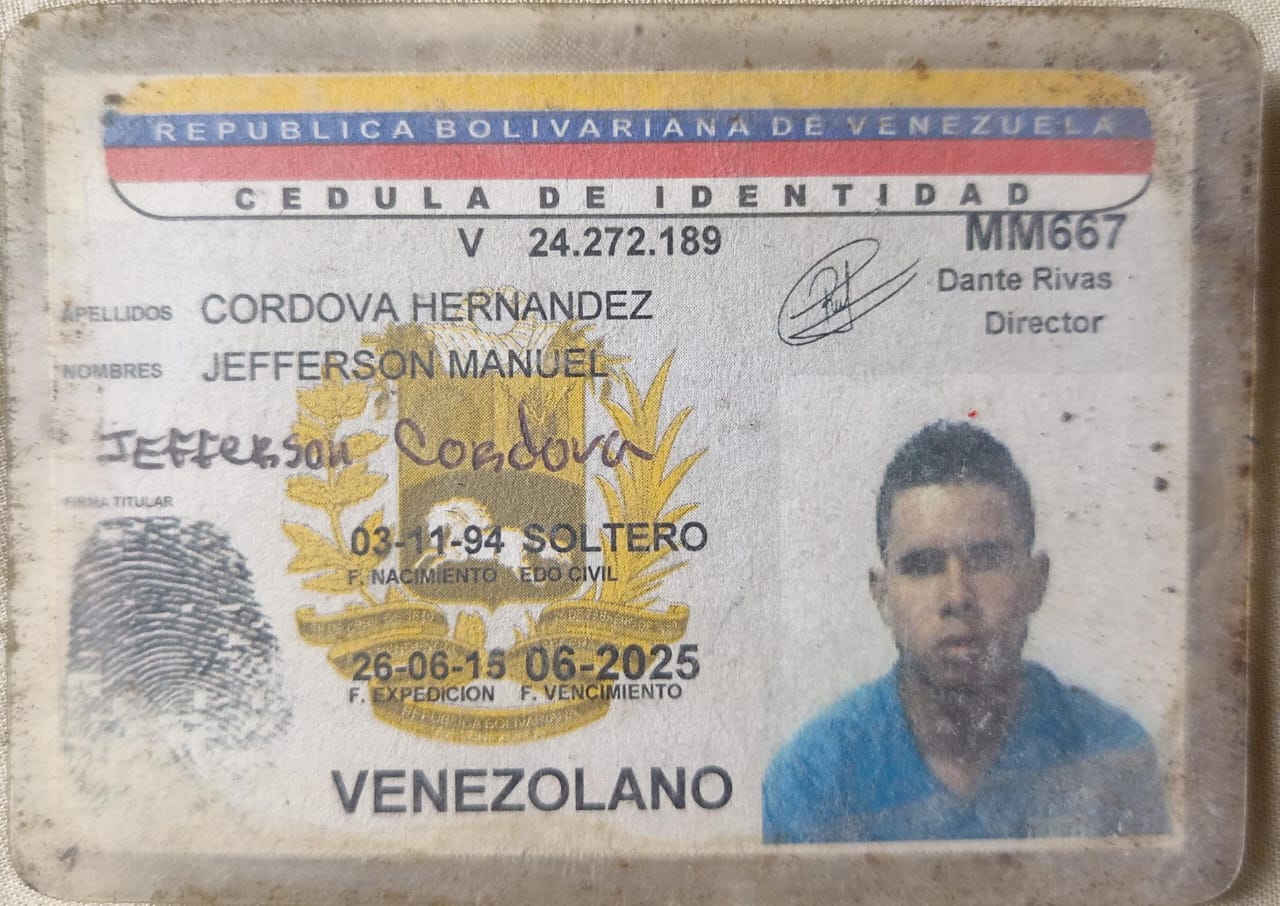 REPUBLICA BOLIVARIANA DE VENEZUELA
CEDULA DE IDENTIDAD
V 24.272.189
MM667
Dante Rivas
Director
APELLIDOS CORDOVA HERNANDEZ
NOMBRES JEFFERSON MANUEL
Jefferson Cordova
FIRMA TITULAR
03-11-94 SOLTERO
F. NACIMIENTO EDO CIVIL
26-06-15 06-2025
F. EXPEDICION F. VENCIMIENTO
REPUBLICA BOLIVARIANA
VENEZOLANO